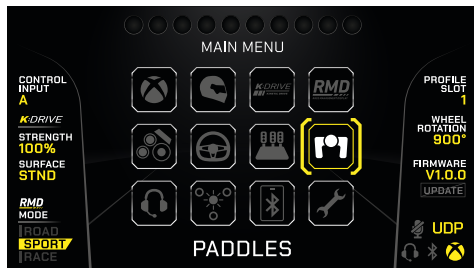 MAIN MENU
CONTROL
INPUT
A
K-DRIVE
STRENGTH
100%
SURFACE
STND
RMD
MODE
ROAD
SPORT
RACE
K-DRIVE
RMD
PADDLES
PROFILE
SLOT
1
WHEEL
ROTATION
900°
FIRMWARE
V1.0.0
UPDATE
UDP